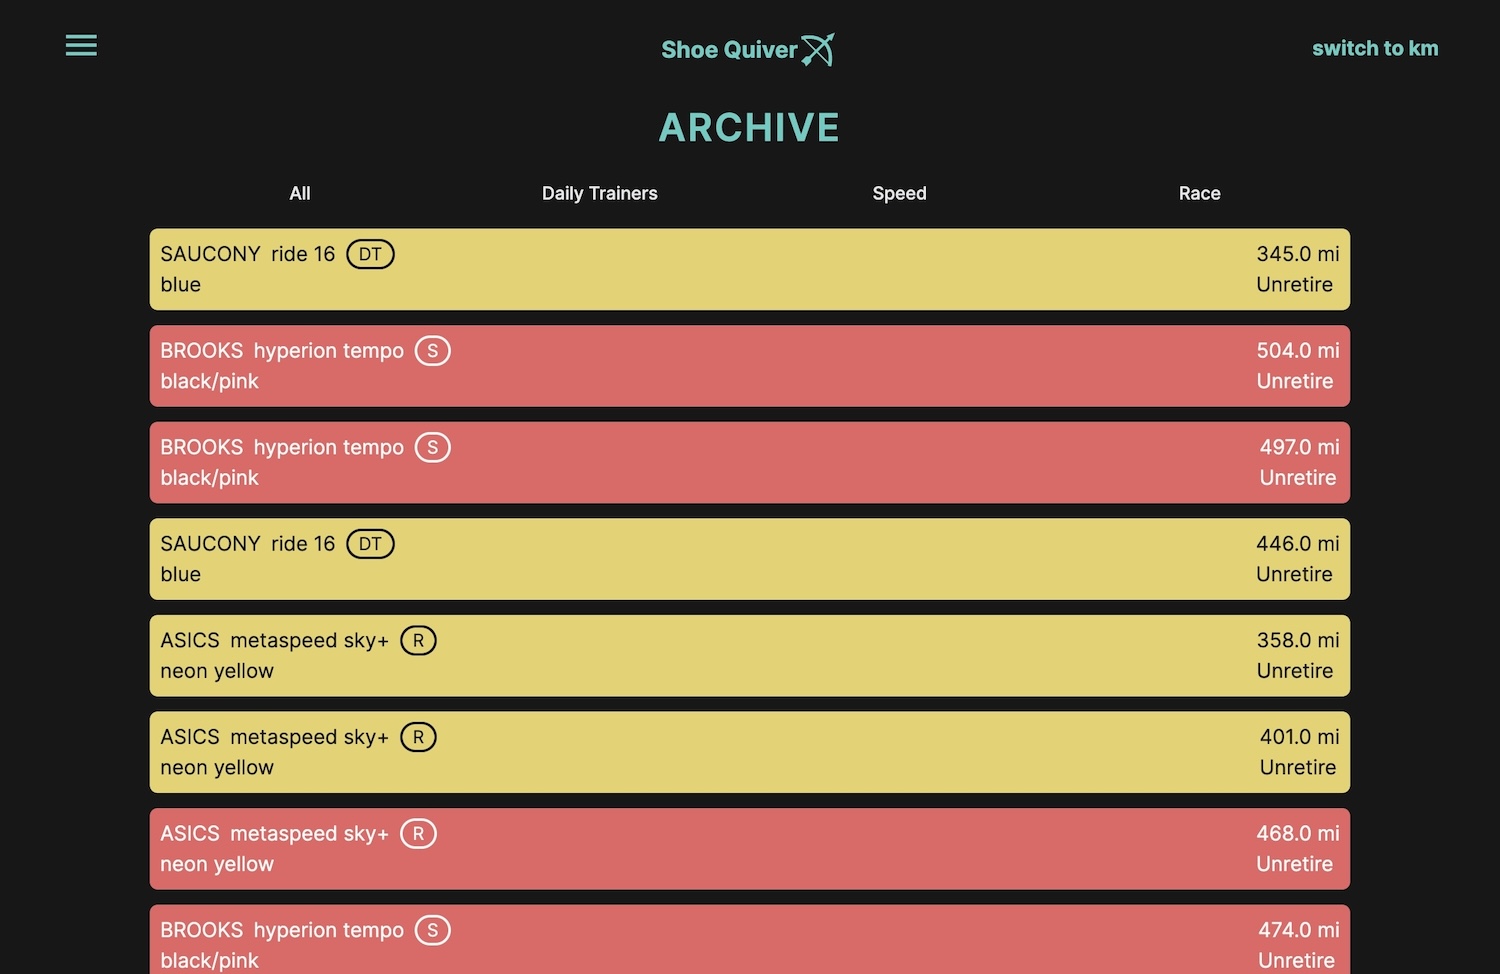 Shoe Quiver
switch to km
ARCHIVE
All Daily Trainers Speed Race
SAUCONY ride 16 DT 345.0 mi
blue Unretire
BROOKS hyperion tempo S 504.0 mi
black/pink Unretire
BROOKS hyperion tempo S 497.0 mi
black/pink Unretire
SAUCONY ride 16 DT 446.0 mi
blue Unretire
ASICS metaspeed sky+ R 358.0 mi
neon yellow Unretire
ASICS metaspeed sky+ R 401.0 mi
neon yellow Unretire
ASICS metaspeed sky+ R 468.0 mi
neon yellow Unretire
BROOKS hyperion tempo S 474.0 mi
black/pink Unretire